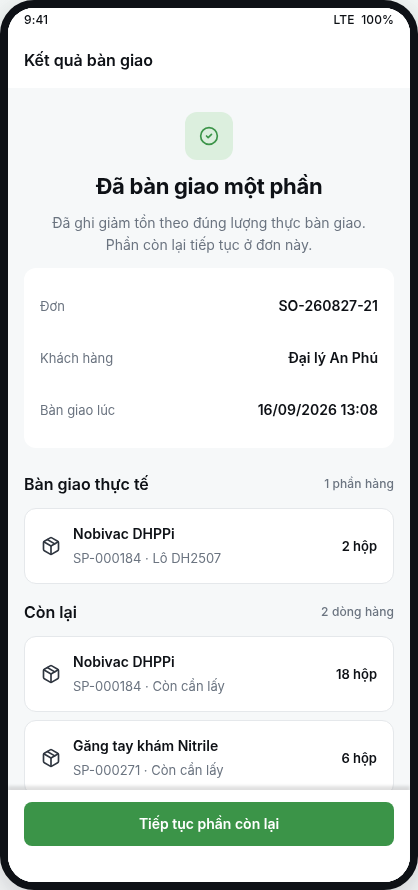 9:41
LTE 100%
Kết quả bàn giao
Đã bàn giao một phần
Đã ghi giảm tồn theo đúng lượng thực bàn giao.
Phần còn lại tiếp tục ở đơn này.
Đơn
SO-260827-21
Khách hàng
Đại lý An Phú
Bàn giao lúc
16/09/2026 13:08
Bàn giao thực tế
1 phần hàng
Nobivac DHPPi
SP-000184 · Lô DH2507
2 hộp
Còn lại
2 dòng hàng
Nobivac DHPPi
SP-000184 · Còn cần lấy
18 hộp
Găng tay khám Nitrile
SP-000271 · Còn cần lấy
6 hộp
Tiếp tục phần còn lại